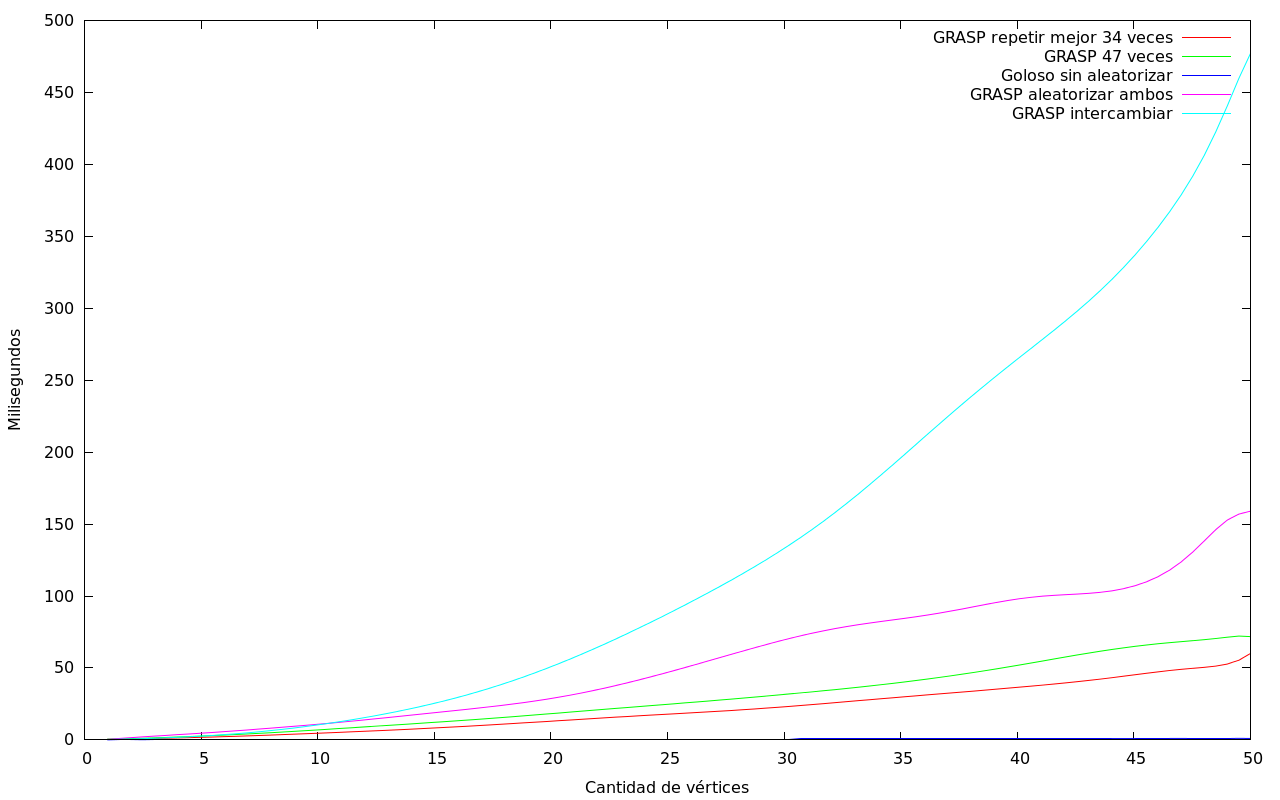 500
450
400
350
300
250
200
150
100
50
0
Milisegundos
GRASP repetir mejor 34 veces
GRASP 47 veces
Goloso sin aleatorizar
GRASP aleatorizar ambos
GRASP intercambiar
0 5 10 15 20 25 30 35 40 45 50
Cantidad de vértices